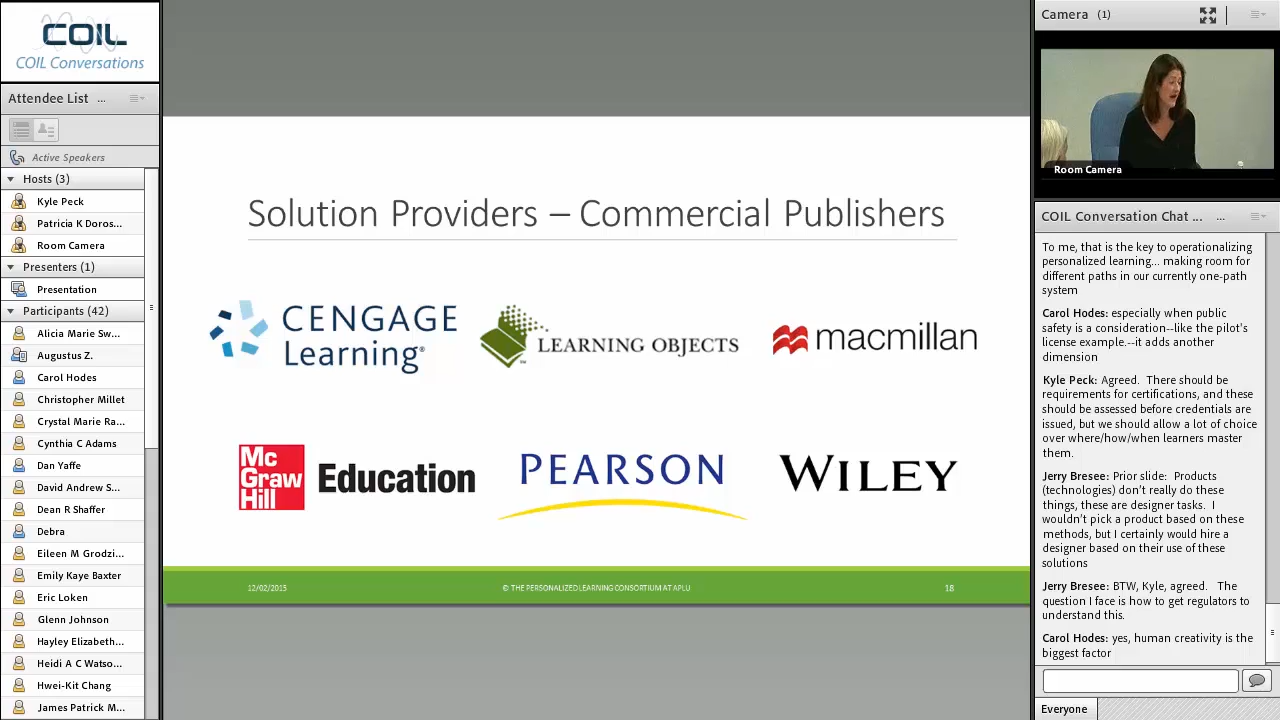 COIL
COIL Conversations
Attendee List ...
Active Speakers
Hosts (3)
Kyle Peck
Patricia K Doros...
Room Camera
Presenters (1)
Presentation
Participants (42)
Alicia Marie Sw...
Augustus Z.
Carol Hodes
Christopher Millet
Crystal Marie Ra...
Cynthia C Adams
Dan Yaffe
David Andrew S...
Dean R Shaffer
Debra
Eileen M Grodzi...
Emily Kaye Baxter
Eric Loken
Glenn Johnson
Hayley Elizabeth...
Heidi A C Watso...
Hwei-Kit Chang
James Patrick M...
Solution Providers – Commercial Publishers
CENGAGE
Learning®
LEARNING OBJECTS
SM
macmillan
Mc
Graw
Hill
Education
PEARSON
WILEY
12/02/2015
© THE PERSONALIZED LEARNING CONSORTIUM AT APLU
18
Camera (1)
Room Camera
COIL Conversation Chat ... ...
To me, that is the key to operationalizing
personalized learning... making room for
different paths in our currently one-path
system
Carol Hodes: especially when public
safety is a consideration--like the pilot's
license example.--it adds another
dimension
Kyle Peck: Agreed. There should be
requirements for certifications, and these
should be assessed before credentials are
issued, but we should allow a lot of choice
over where/how/when learners master
them.
Jerry Bresee: Prior slide: Products
(technologies) don't really do these
things, these are designer tasks. I
wouldn't pick a product based on these
methods, but I certainly would hire a
designer based on their use of these
solutions
Jerry Bresee: BTW, Kyle, agreed. The
question I face is how to get regulators to
understand this.
Carol Hodes: yes, human creativity is the
biggest factor
Everyone